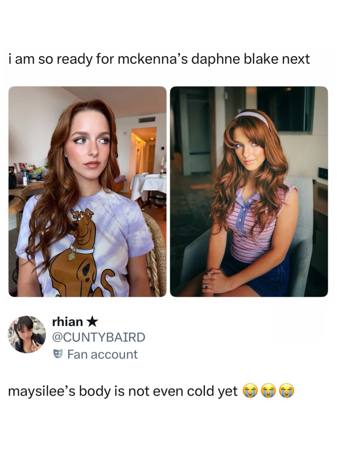 i am so ready for mckenna's daphne blake next
rhian ★
@CUNTYBAIRD
Fan account
maysilee's body is not even cold yet 😭😭😭